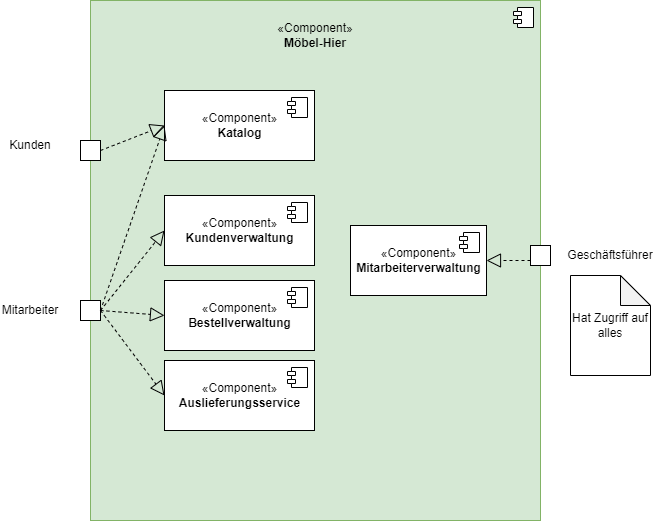 «Component»
Möbel-Hier
«Component»
Katalog
Kunden
«Component»
Kundenverwaltung
«Component»
Mitarbeiterverwaltung
Geschäftsführer
Mitarbeiter
«Component»
Bestellverwaltung
Hat Zugriff auf
alles
«Component»
Auslieferungsservice